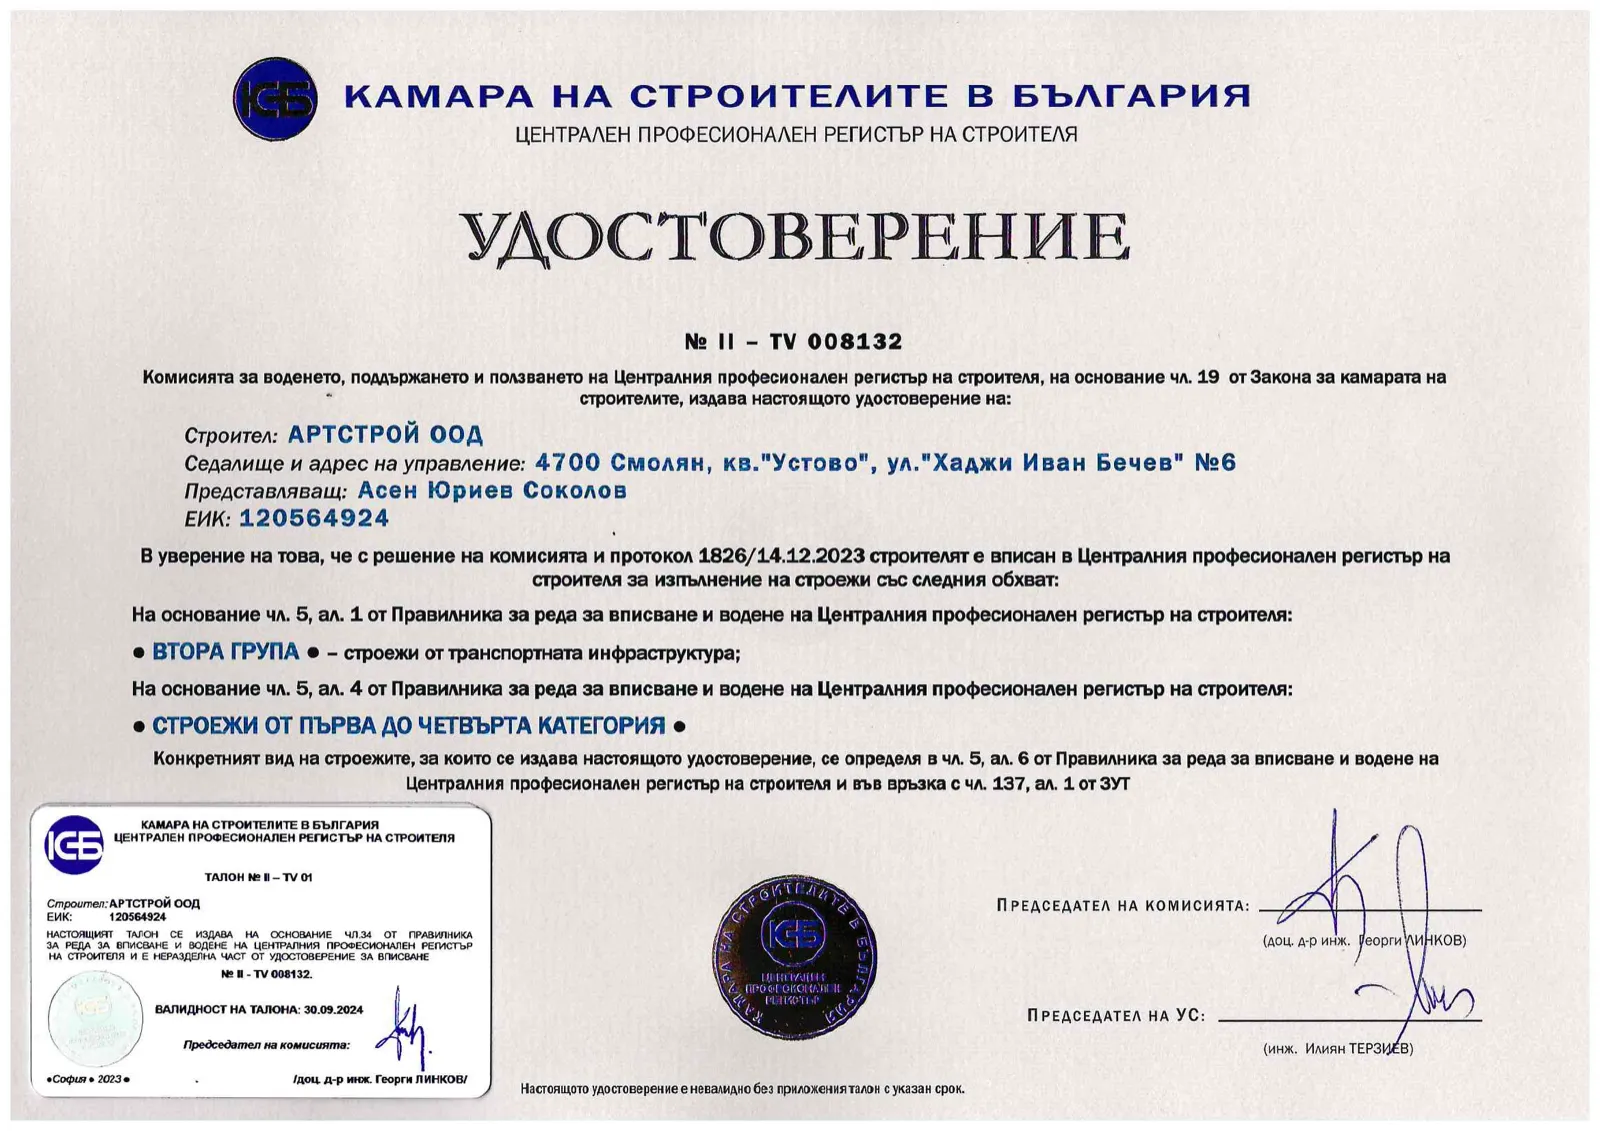 КСБ
КАМАРА НА СТРОИТЕЛИТЕ В БЪЛГАРИЯ
ЦЕНТРАЛЕН ПРОФЕСИОНАЛЕН РЕГИСТЪР НА СТРОИТЕЛЯ
УДОСТОВЕРЕНИЕ
№ II – TV 008132
Комисията за воденето, поддържането и ползването на Централния професионален регистър на строителя, на основание чл. 19 от Закона за камарата на
строителите, издава настоящото удостоверение на:
Строител: АРТСТРОЙ ООД
Седалище и адрес на управление: 4700 Смолян, кв."Устово", ул."Хаджи Иван Бечев" №6
Представляващ: Асен Юриев Соколов
ЕИК: 120564924
В уверение на това, че с решение на комисията и протокол 1826/14.12.2023 строителят е вписан в Централния професионален регистър на
строителя за изпълнение на строежи със следния обхват:
На основание чл. 5, ал. 1 от Правилника за реда за вписване и водене на Централния професионален регистър на строителя:
● ВТОРА ГРУПА ● – строежи от транспортната инфраструктура;
На основание чл. 5, ал. 4 от Правилника за реда за вписване и водене на Централния професионален регистър на строителя:
● СТРОЕЖИ ОТ ПЪРВА ДО ЧЕТВЪРТА КАТЕГОРИЯ ●
Конкретният вид на строежите, за които се издава настоящото удостоверение, се определя в чл. 5, ал. 6 от Правилника за реда за вписване и водене на
Централния професионален регистър на строителя и във връзка с чл. 137, ал. 1 от ЗУТ
КСБ
КАМАРА НА СТРОИТЕЛИТЕ В БЪЛГАРИЯ
ЦЕНТРАЛЕН ПРОФЕСИОНАЛЕН РЕГИСТЪР НА СТРОИТЕЛЯ
ТАЛОН № II – TV 01
Строител: АРТСТРОЙ ООД
ЕИК: 120564924
НАСТОЯЩИЯТ ТАЛОН СЕ ИЗДАВА НА ОСНОВАНИЕ ЧЛ.34 ОТ ПРАВИЛНИКА
ЗА РЕДА ЗА ВПИСВАНЕ И ВОДЕНЕ НА ЦЕНТРАЛНИЯ ПРОФЕСИОНАЛЕН РЕГИСТЪР
НА СТРОИТЕЛЯ И Е НЕРАЗДЕЛНА ЧАСТ ОТ УДОСТОВЕРЕНИЕ ЗА ВПИСВАНЕ
№ II - TV 008132.
ВАЛИДНОСТ НА ТАЛОНА: 30.09.2024
Председател на комисията:
●София ● 2023●
/доц. д-р инж. Георги ЛИНКОВ/
КАМАРА НА СТРОИТЕЛИТЕ В БЪЛГАРИЯ
КСБ
ЦЕНТРАЛЕН
ПРОФЕСИОНАЛЕН
РЕГИСТЪР
ПРЕДСЕДАТЕЛ НА КОМИСИЯТА:
(доц. д-р инж. Георги ЛИНКОВ)
ПРЕДСЕДАТЕЛ НА УС:
(инж. Илиян ТЕРЗИЕВ)
Настоящото удостоверение е невалидно без приложения талон с указан срок.